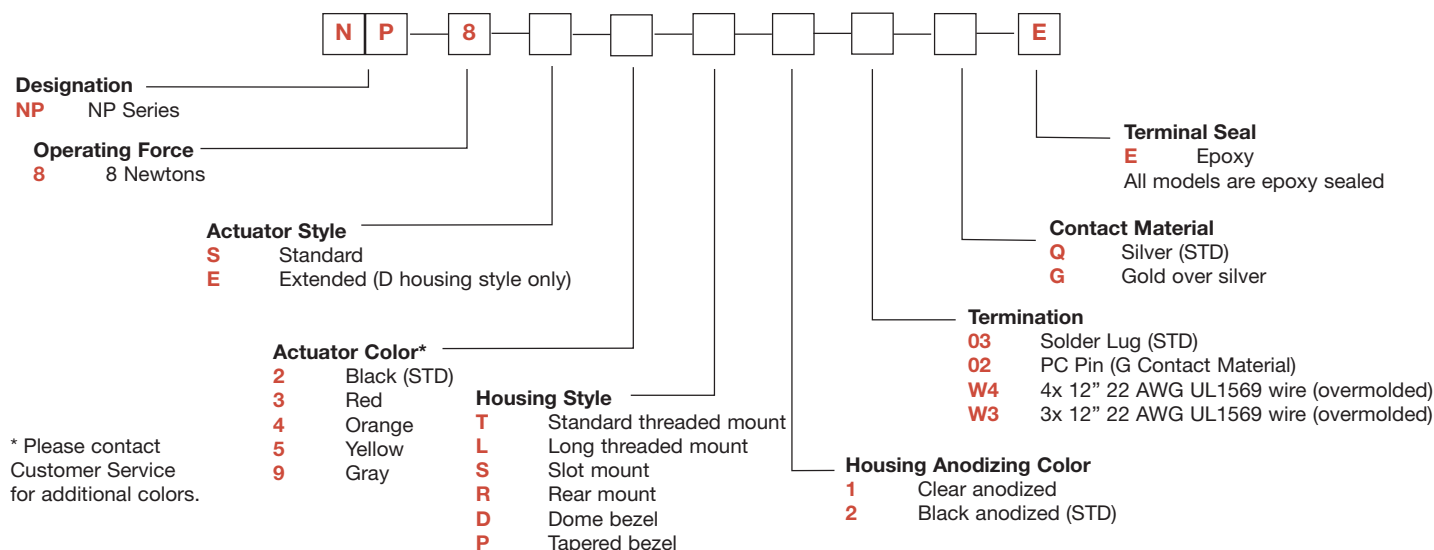 N P 8 E
Designation
NP NP Series
Operating Force
8 8 Newtons
Actuator Style
S Standard
E Extended (D housing style only)
Actuator Color*
2 Black (STD)
3 Red
4 Orange
5 Yellow
9 Gray
* Please contact
Customer Service
for additional colors.
Housing Style
T Standard threaded mount
L Long threaded mount
S Slot mount
R Rear mount
D Dome bezel
P Tapered bezel
Housing Anodizing Color
1 Clear anodized
2 Black anodized (STD)
Termination
03 Solder Lug (STD)
02 PC Pin (G Contact Material)
W4 4x 12” 22 AWG UL1569 wire (overmolded)
W3 3x 12” 22 AWG UL1569 wire (overmolded)
Contact Material
Q Silver (STD)
G Gold over silver
Terminal Seal
E Epoxy
All models are epoxy sealed